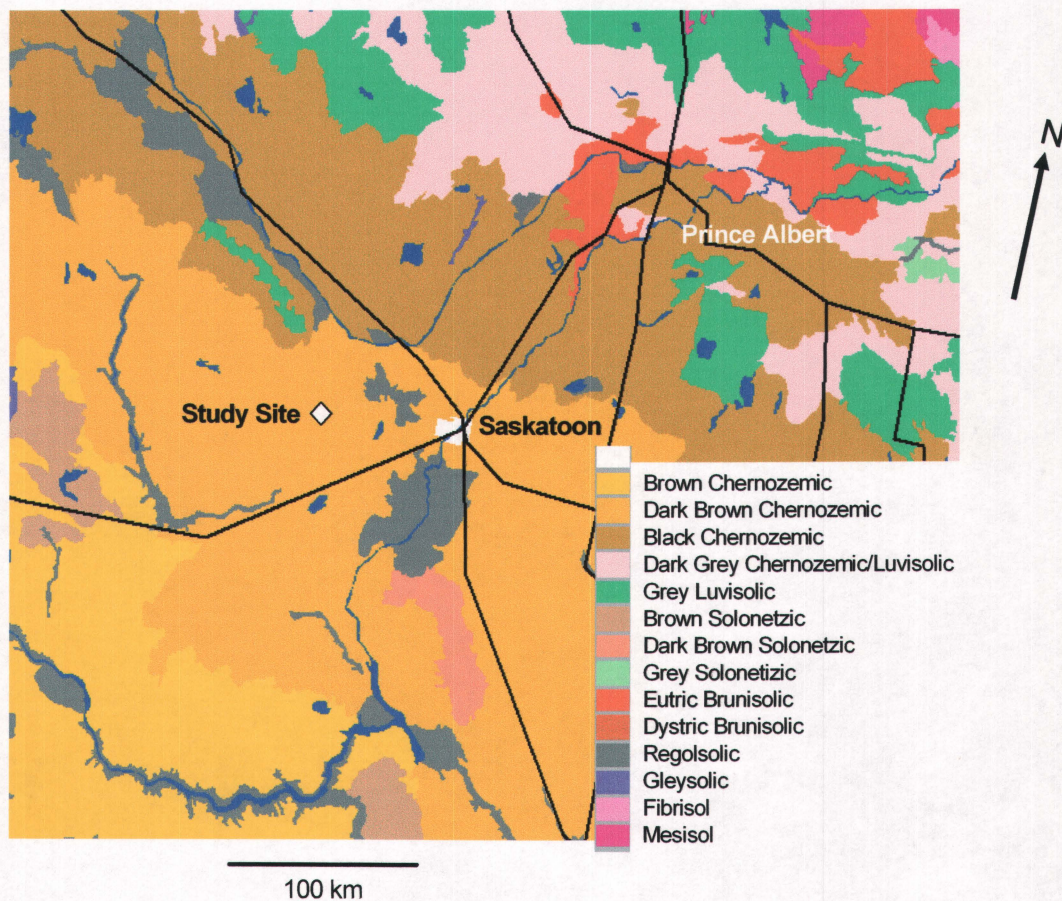 N
Prince Albert
Study Site
Saskatoon
Brown Chernozemic
Dark Brown Chernozemic
Black Chernozemic
Dark Grey Chernozemic/Luvisolic
Grey Luvisolic
Brown Solonetzic
Dark Brown Solonetzic
Grey Solonetizic
Eutric Brunisolic
Dystric Brunisolic
Regolsolic
Gleysolic
Fibrisol
Mesisol
100 km